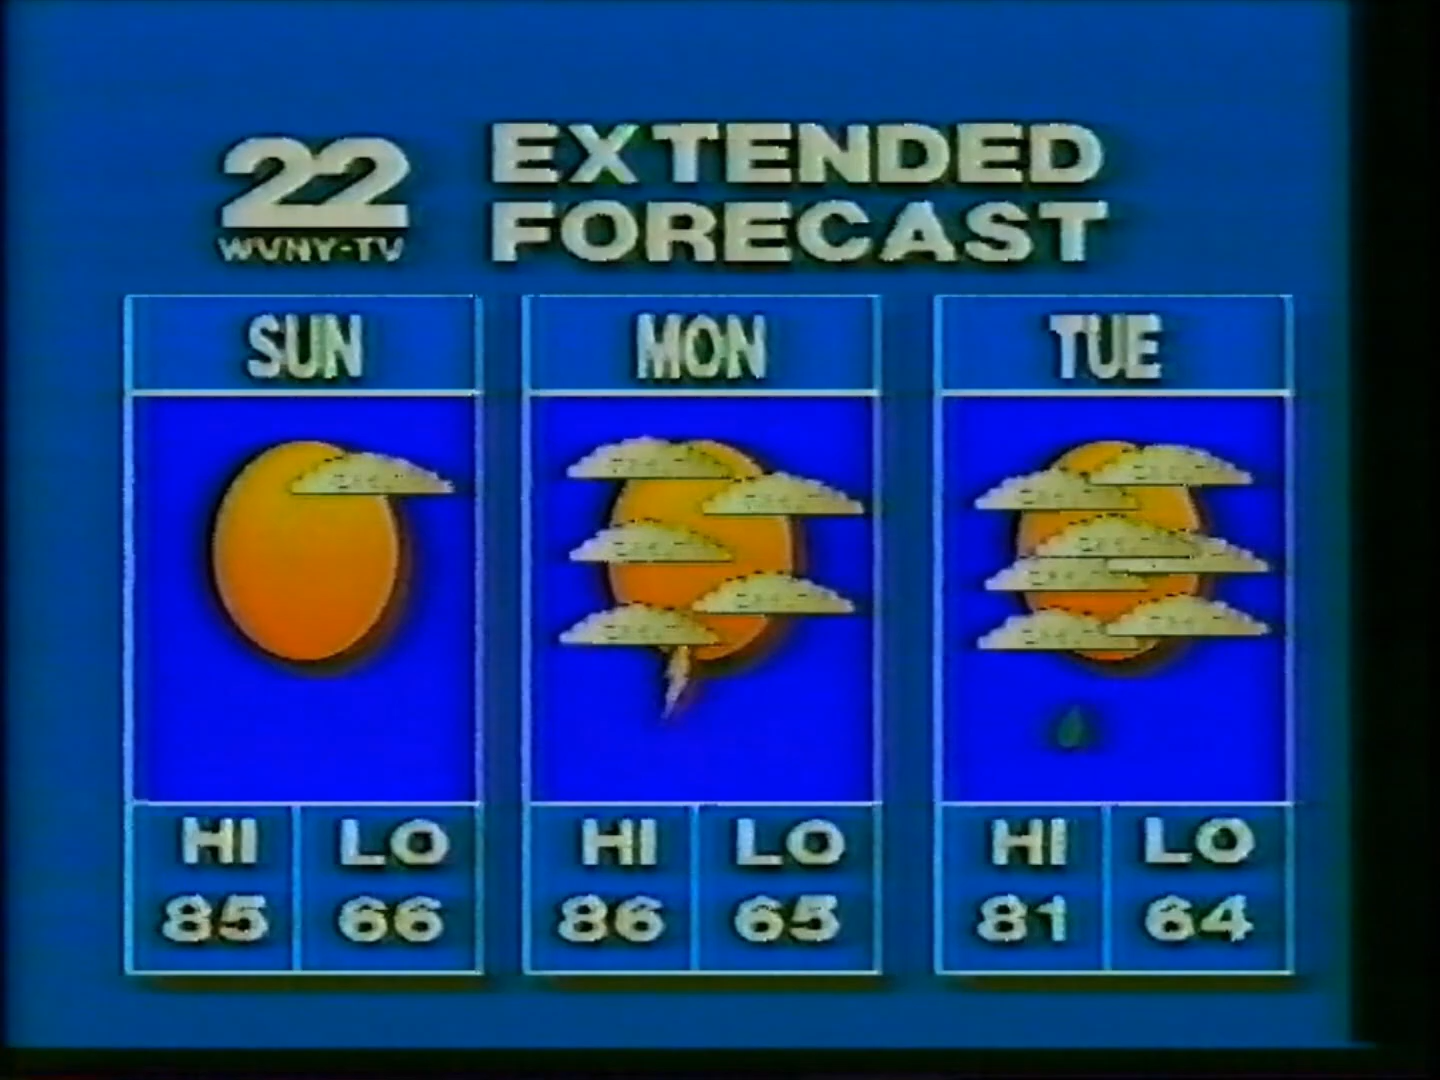 22
WVNY-TV
EXTENDED
FORECAST
SUN
MON
TUE
HI LO
85 66
HI LO
86 65
HI LO
81 64